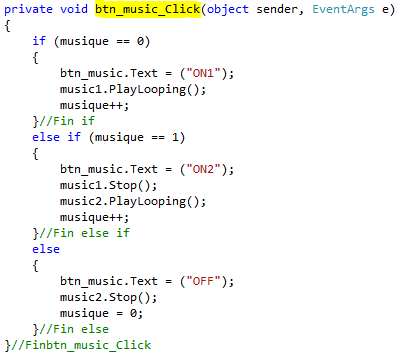 private void btn_music_Click(object sender, EventArgs e)
{
    if (musique == 0)
    {
        btn_music.Text = ("ON1");
        music1.PlayLooping();
        musique++;
    }//Fin if
    else if (musique == 1)
    {
        btn_music.Text = ("ON2");
        music1.Stop();
        music2.PlayLooping();
        musique++;
    }//Fin else if
    else
    {
        btn_music.Text = ("OFF");
        music2.Stop();
        musique = 0;
    }//Fin else
}//Finbtn_music_Click